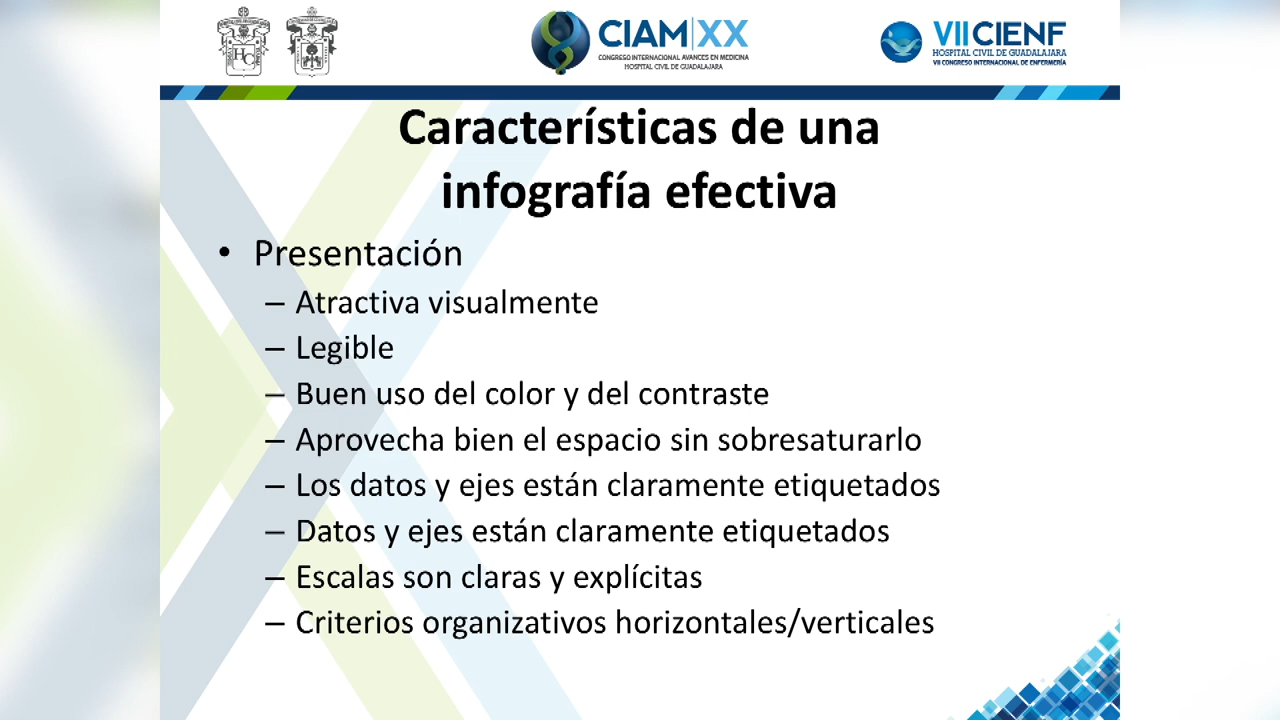 HC
CIAM|XX
CONGRESO INTERNACIONAL AVANCES EN MEDICINA
HOSPITAL CIVIL DE GUADALAJARA
VII CIENF
HOSPITAL CIVIL DE GUADALAJARA
VII CONGRESO INTERNACIONAL DE ENFERMERÍA
Características de una
infografía efectiva
• Presentación
– Atractiva visualmente
– Legible
– Buen uso del color y del contraste
– Aprovecha bien el espacio sin sobresaturarlo
– Los datos y ejes están claramente etiquetados
– Datos y ejes están claramente etiquetados
– Escalas son claras y explícitas
– Criterios organizativos horizontales/verticales